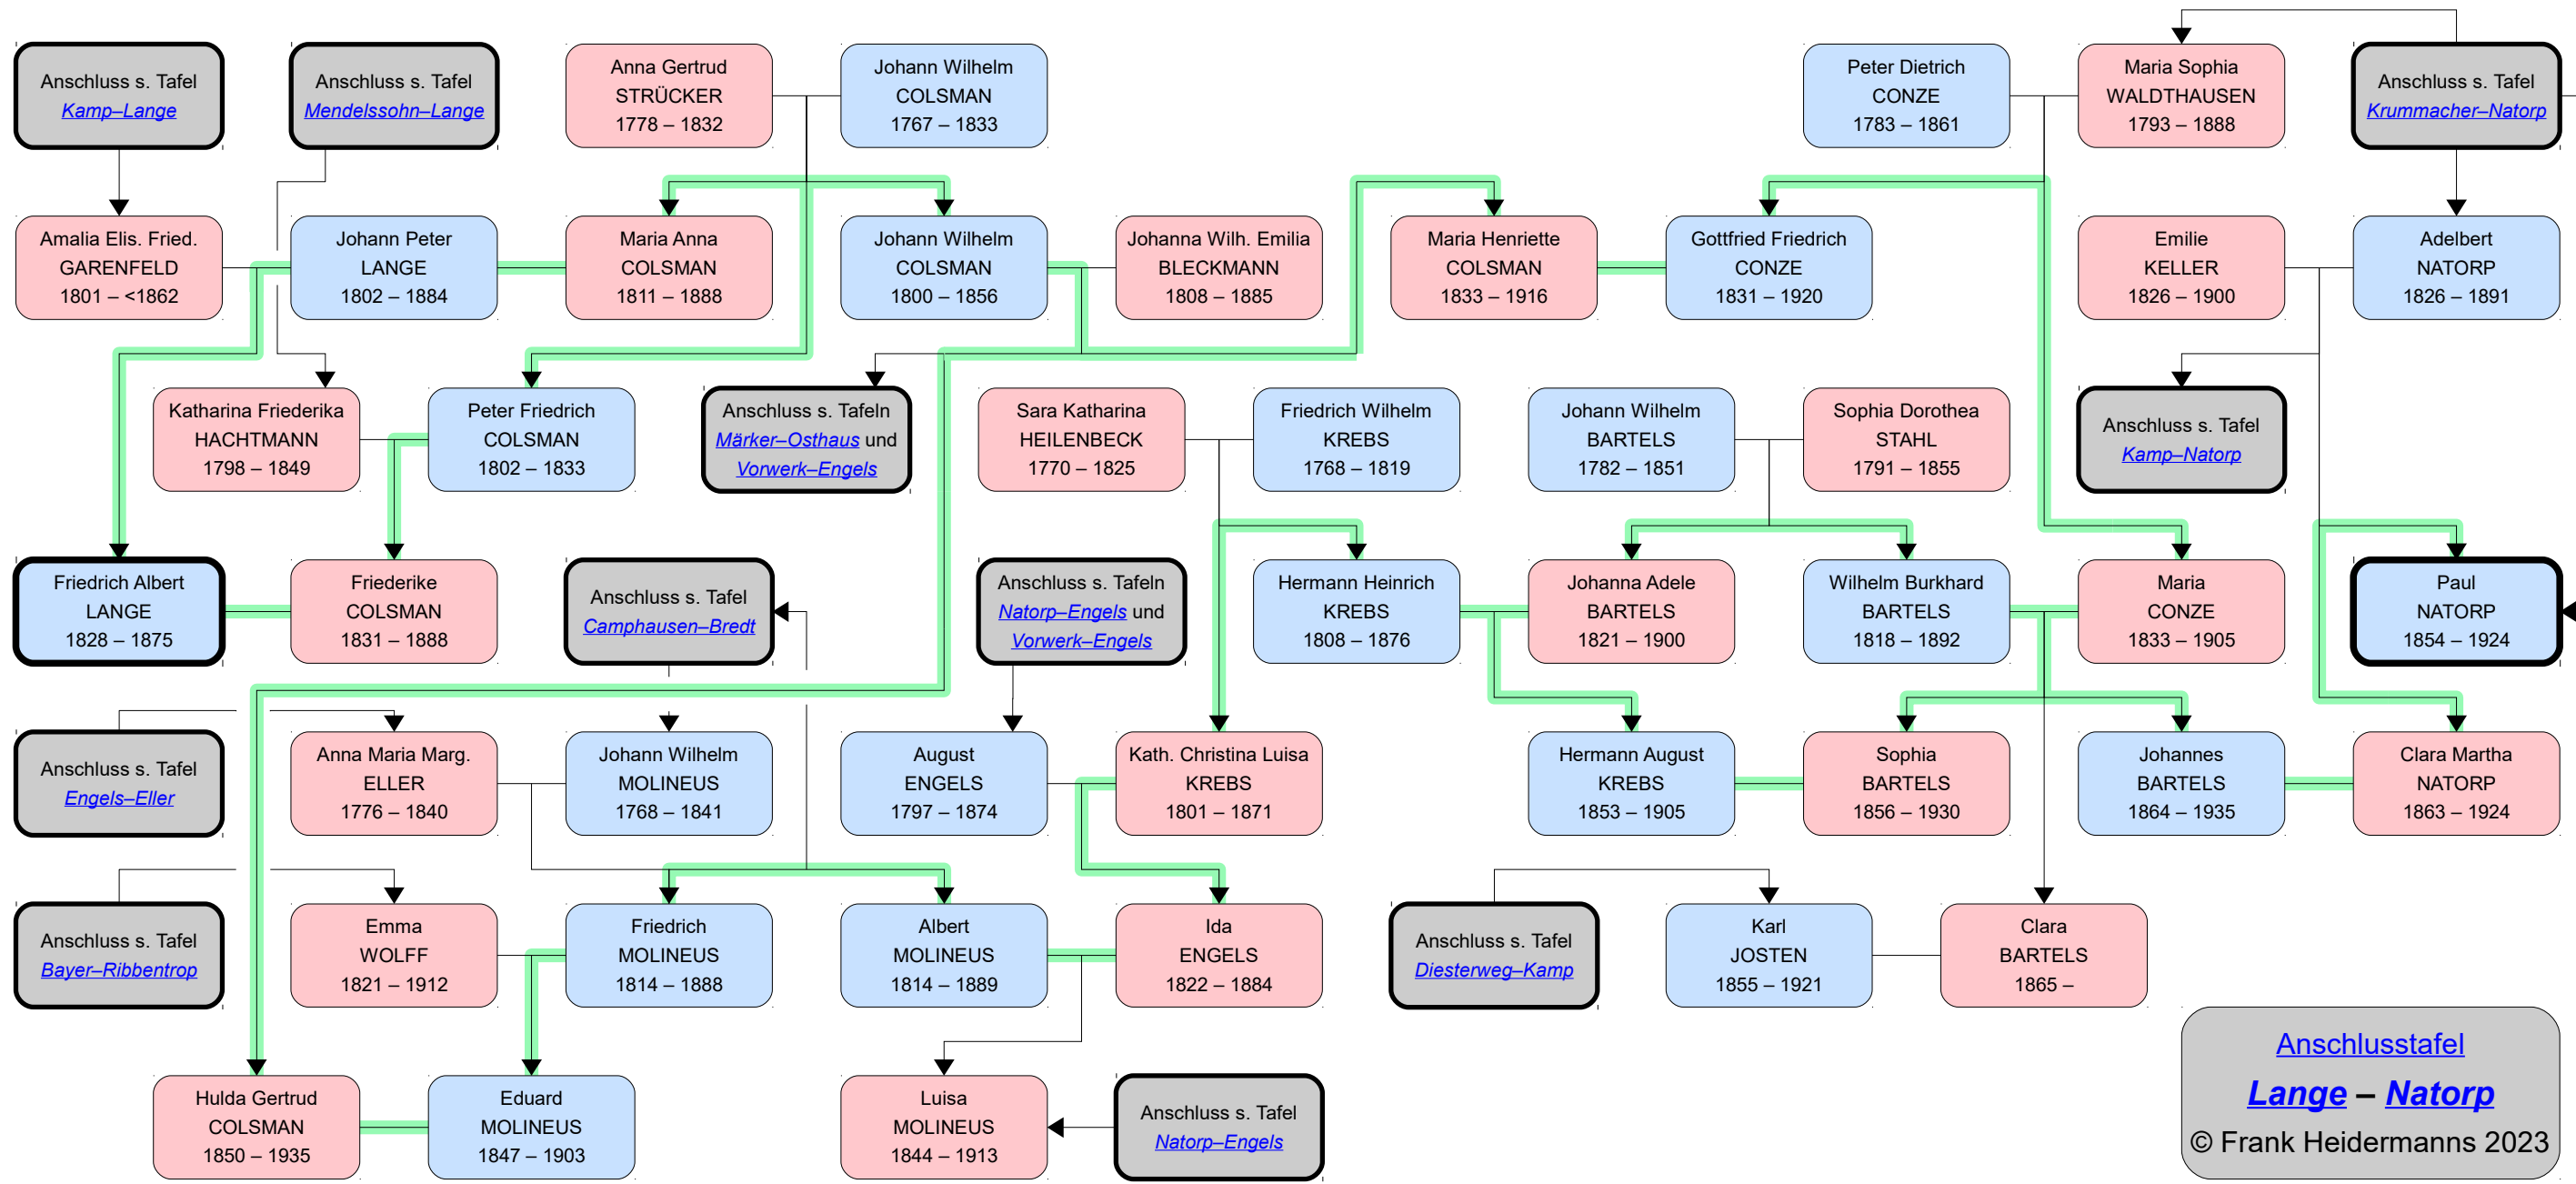 Anschluss s. Tafel
Kamp–Lange
Anschluss s. Tafel
Mendelssohn–Lange
Anna Gertrud
STRÜCKER
1778 – 1832
Johann Wilhelm
COLSMAN
1767 – 1833
Peter Dietrich
CONZE
1783 – 1861
Maria Sophia
WALDTHAUSEN
1793 – 1888
Anschluss s. Tafel
Krummacher–Natorp
Amalia Elis. Fried.
GARENFELD
1801 – <1862
Johann Peter
LANGE
1802 – 1884
Maria Anna
COLSMAN
1811 – 1888
Johann Wilhelm
COLSMAN
1800 – 1856
Johanna Wilh. Emilia
BLECKMANN
1808 – 1885
Maria Henriette
COLSMAN
1833 – 1916
Gottfried Friedrich
CONZE
1831 – 1920
Emilie
KELLER
1826 – 1900
Adelbert
NATORP
1826 – 1891
Katharina Friederika
HACHTMANN
1798 – 1849
Peter Friedrich
COLSMAN
1802 – 1833
Anschluss s. Tafeln
Märker–Osthaus und
Vorwerk–Engels
Sara Katharina
HEILENBECK
1770 – 1825
Friedrich Wilhelm
KREBS
1768 – 1819
Johann Wilhelm
BARTELS
1782 – 1851
Sophia Dorothea
STAHL
1791 – 1855
Anschluss s. Tafel
Kamp–Natorp
Friedrich Albert
LANGE
1828 – 1875
Friederike
COLSMAN
1831 – 1888
Anschluss s. Tafel
Camphausen–Bredt
Anschluss s. Tafeln
Natorp–Engels und
Vorwerk–Engels
Hermann Heinrich
KREBS
1808 – 1876
Johanna Adele
BARTELS
1821 – 1900
Wilhelm Burkhard
BARTELS
1818 – 1892
Maria
CONZE
1833 – 1905
Paul
NATORP
1854 – 1924
Anschluss s. Tafel
Engels–Eller
Anna Maria Marg.
ELLER
1776 – 1840
Johann Wilhelm
MOLINEUS
1768 – 1841
August
ENGELS
1797 – 1874
Kath. Christina Luisa
KREBS
1801 – 1871
Hermann August
KREBS
1853 – 1905
Sophia
BARTELS
1856 – 1930
Johannes
BARTELS
1864 – 1935
Clara Martha
NATORP
1863 – 1924
Anschluss s. Tafel
Bayer–Ribbentrop
Emma
WOLFF
1821 – 1912
Friedrich
MOLINEUS
1814 – 1888
Albert
MOLINEUS
1814 – 1889
Ida
ENGELS
1822 – 1884
Anschluss s. Tafel
Diesterweg–Kamp
Karl
JOSTEN
1855 – 1921
Clara
BARTELS
1865 –
Hulda Gertrud
COLSMAN
1850 – 1935
Eduard
MOLINEUS
1847 – 1903
Luisa
MOLINEUS
1844 – 1913
Anschluss s. Tafel
Natorp–Engels
Anschlusstafel
Lange – Natorp
© Frank Heidermanns 2023